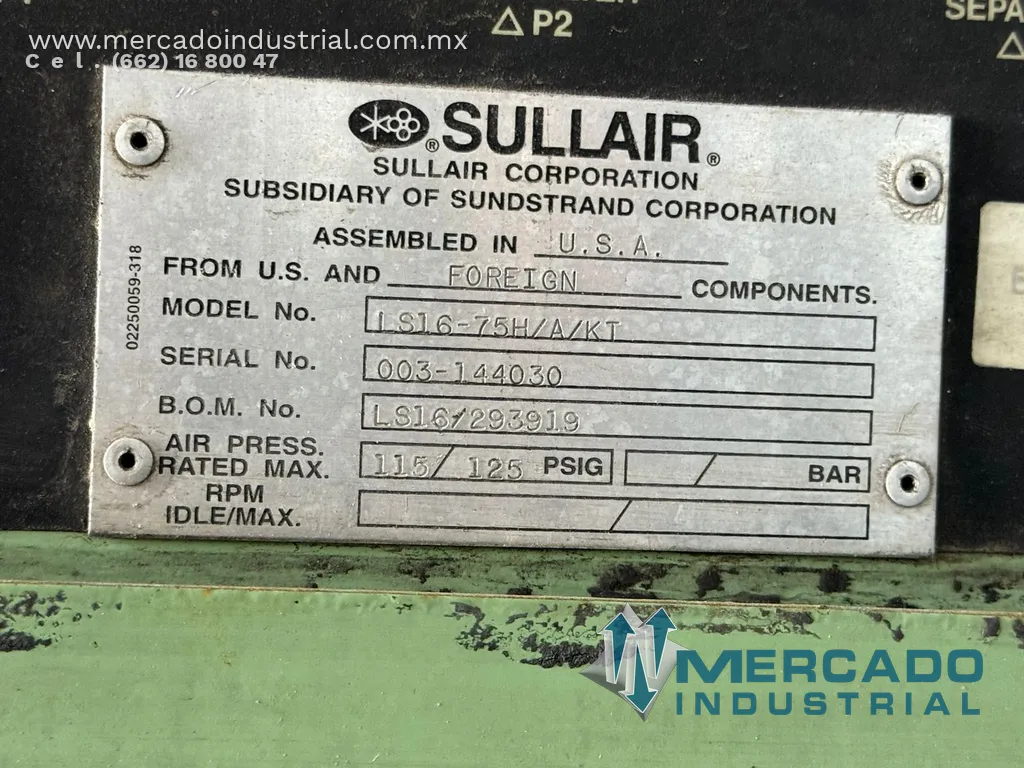 △ P2
SEPA
△
www.mercadoindustrial.com.mx
Cel. (662) 16 800 47
SULLAIR®
SULLAIR CORPORATION
SUBSIDIARY OF SUNDSTRAND CORPORATION
ASSEMBLED IN U.S.A.
FROM U.S. AND FOREIGN COMPONENTS.
MODEL No. LS16-75H/A/KT
SERIAL No. 003-144030
B.O.M. No. LS16/293919
AIR PRESS.
RATED MAX. 115/ 125 PSIG / BAR
RPM
IDLE/MAX. /
02250059-318
MERCADO
INDUSTRIAL